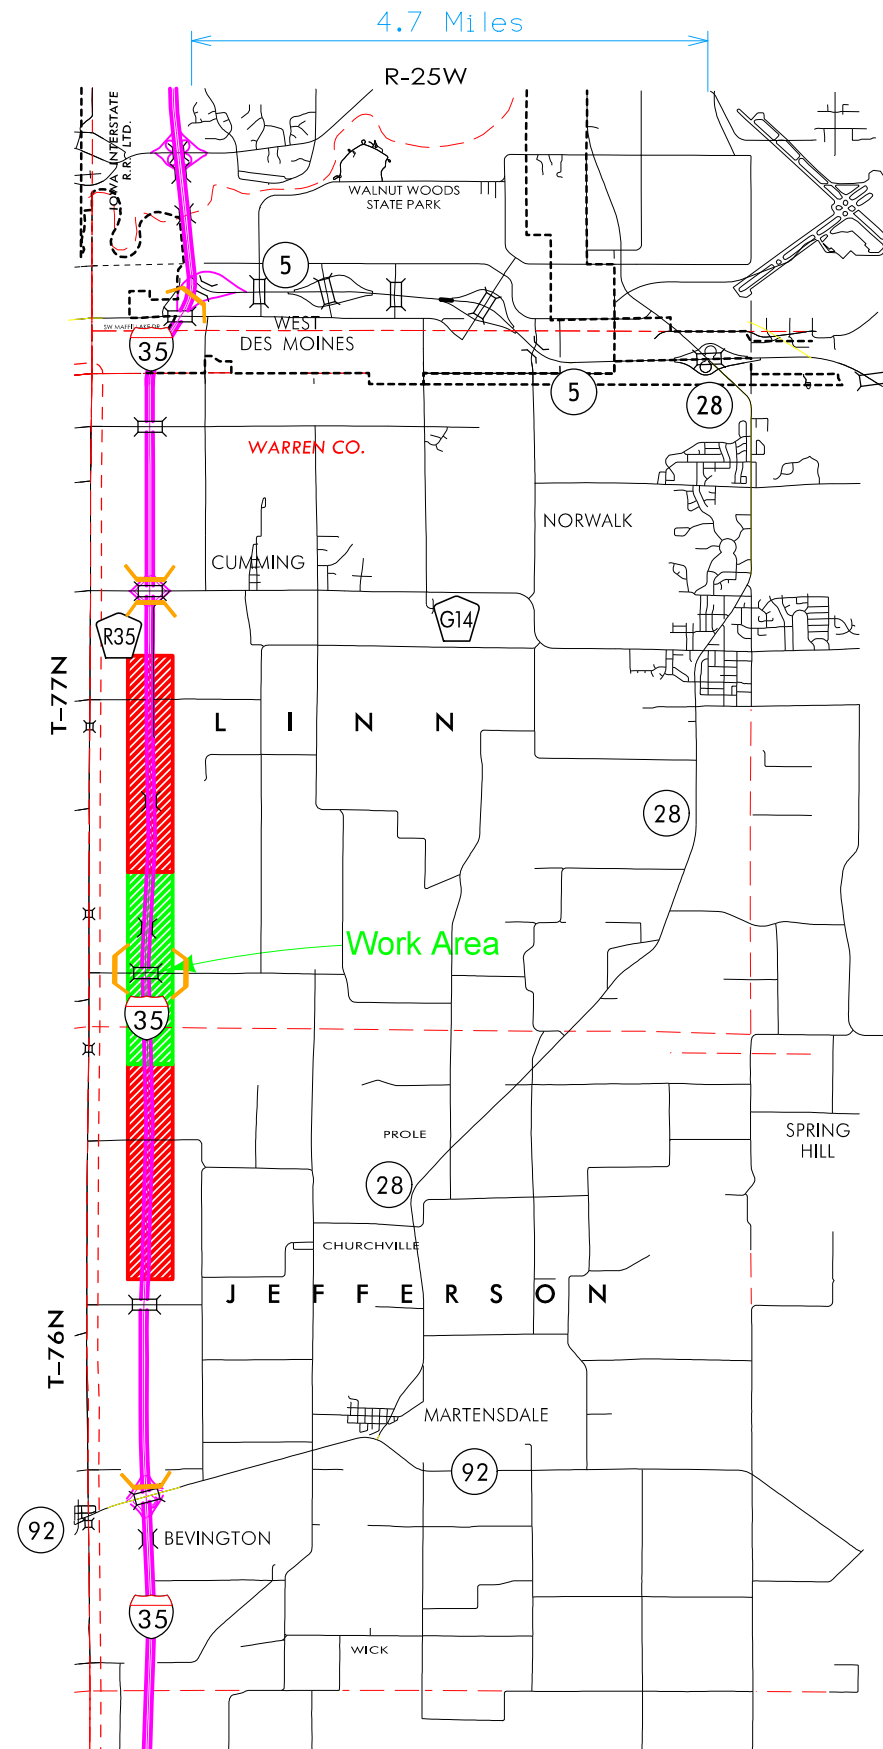 4.7 Miles
R-25W
IOWA INTERSTATE
R.R. LTD.
WALNUT WOODS
STATE PARK
5
WEST
DES MOINES
35
5
28
WARREN CO.
NORWALK
CUMMING
G14
R35
T-77N
L I N N
28
Work Area
35
PROLE
SPRING
HILL
28
CHURCHVILLE
J E F F E R S O N
T-76N
MARTENSDALE
92
92
BEVINGTON
35
WICK